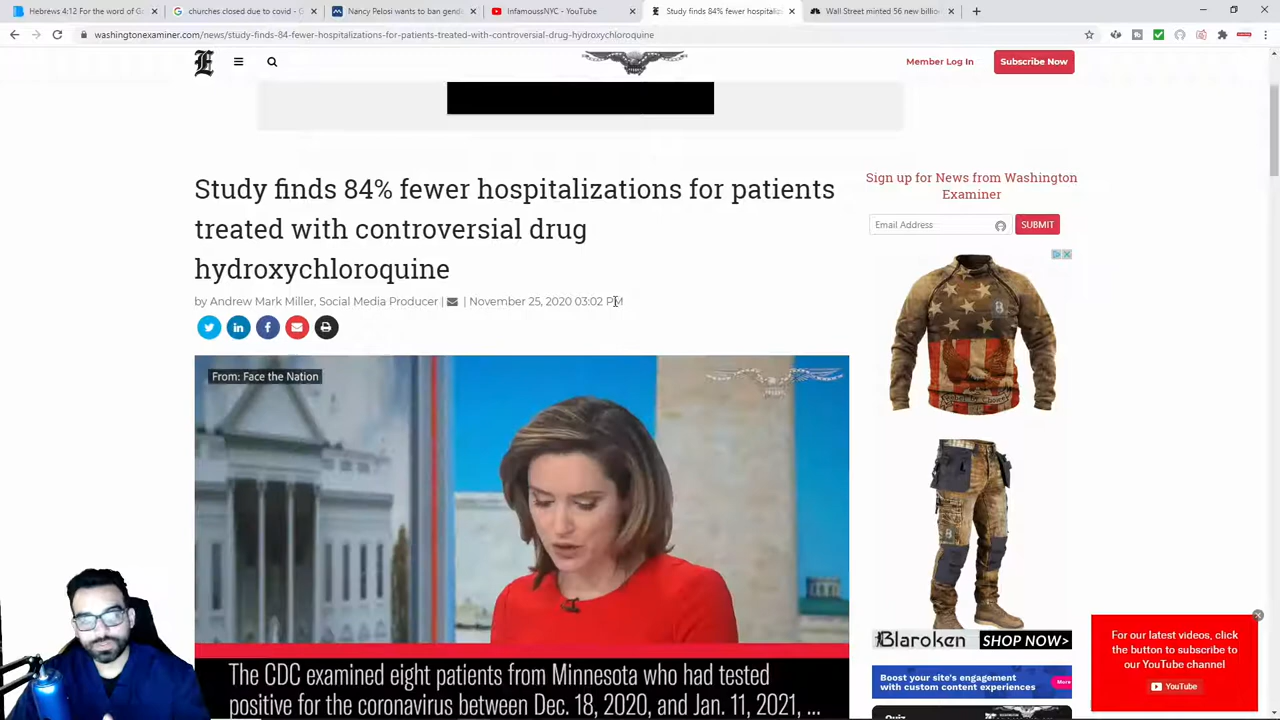 Hebrews 4:12 For the word of Go
churches closed during covid - G
Nancy Pelosi wants to ban gende
InfamoussNYC - YouTube
Study finds 84% fewer hospitaliz
Wall Street minted 56 new billio
washingtonexaminer.com/news/study-finds-84-fewer-hospitalizations-for-patients-treated-with-controversial-drug-hydroxychloroquine
E
Member Log In
Subscribe Now
Study finds 84% fewer hospitalizations for patients
treated with controversial drug
hydroxychloroquine
by Andrew Mark Miller, Social Media Producer | | November 25, 2020 03:02 PM
From: Face the Nation
The CDC examined eight patients from Minnesota who had tested
positive for the coronavirus between Dec. 18, 2020, and Jan. 11, 2021, ...
Sign up for News from Washington
Examiner
Email Address
SUBMIT
8
Blaroken
SHOP NOW>
Boost your site's engagement
with custom content experiences
More
Quiz
For our latest videos, click
the button to subscribe to
our YouTube channel
YouTube